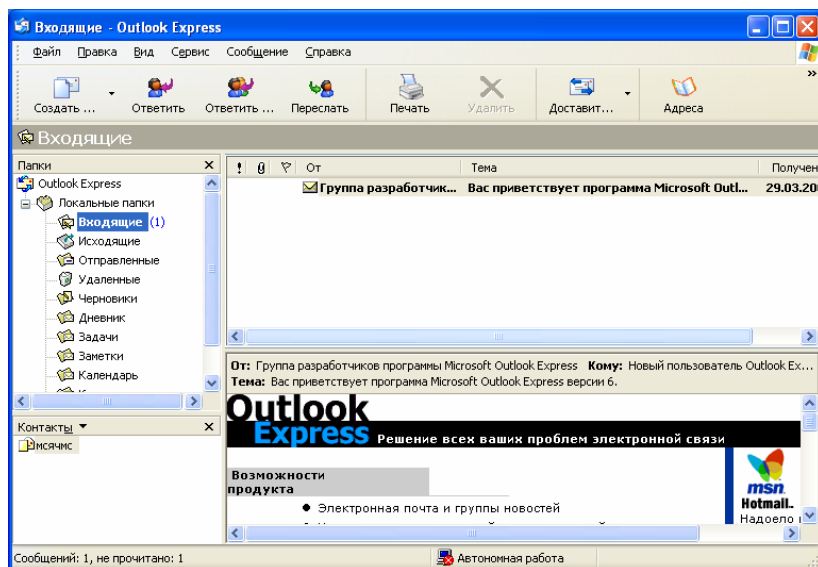 Входящие - Outlook Express
Файл Правка Вид Сервис Сообщение Справка
Создать ... Ответить Ответить ... Переслать Печать Удалить Доставит... Адреса
Входящие
Папки
Outlook Express
Локальные папки
Входящие (1)
Исходящие
Отправленные
Удаленные
Черновики
Дневник
Задачи
Заметки
Календарь
Контакты
мсячмс
! От Тема Получен
Группа разработчик... Вас приветствует программа Microsoft Outl... 29.03.20
От: Группа разработчиков программы Microsoft Outlook Express Кому: Новый пользователь Outlook Ex...
Тема: Вас приветствует программа Microsoft Outlook Express версии 6.
Outlook
Express Решение всех ваших проблем электронной связи
Возможности
продукта
● Электронная почта и группы новостей
msn
Hotmail.
Надоело
Сообщений: 1, не прочитано: 1 Автономная работа